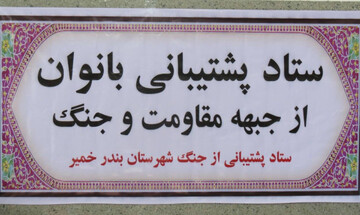 ستاد پشتیبانی بانوان
از جبهه مقاومت و جنگ
ستاد پشتیبانی از جنگ شهرستان بندر خمیر